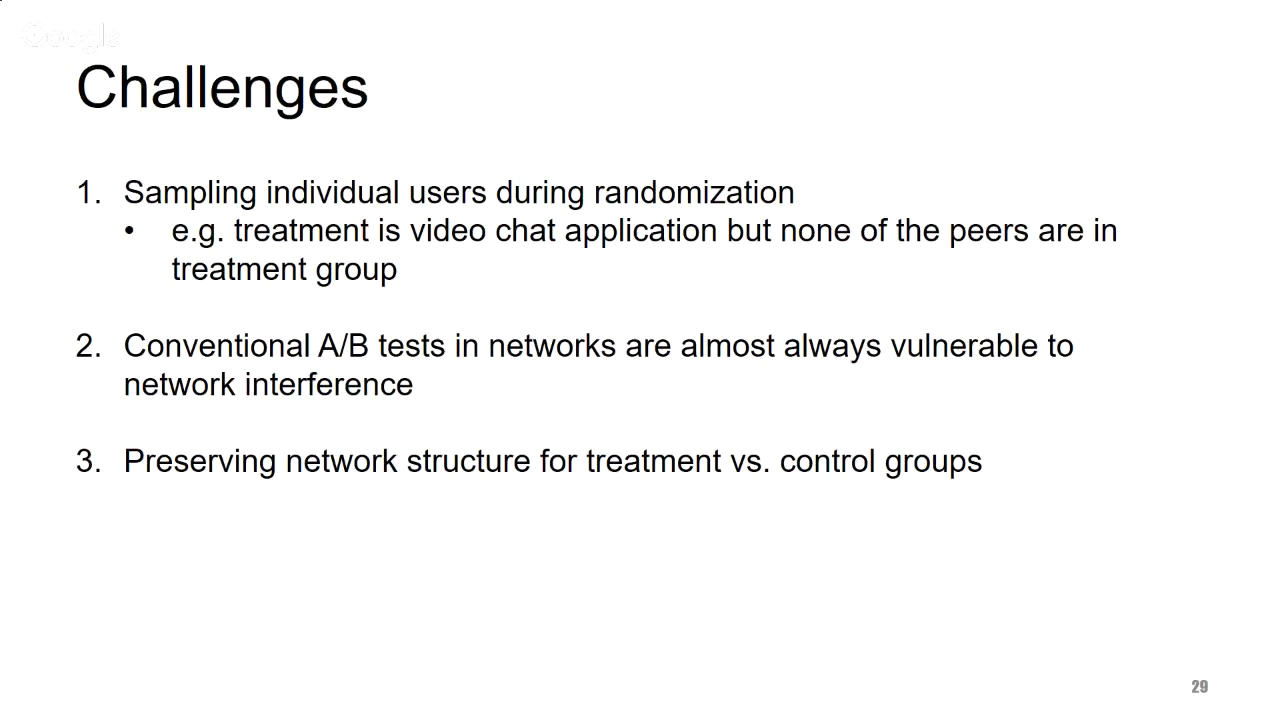 Google
Challenges
1. Sampling individual users during randomization
• e.g. treatment is video chat application but none of the peers are in
treatment group
2. Conventional A/B tests in networks are almost always vulnerable to
network interference
3. Preserving network structure for treatment vs. control groups
29